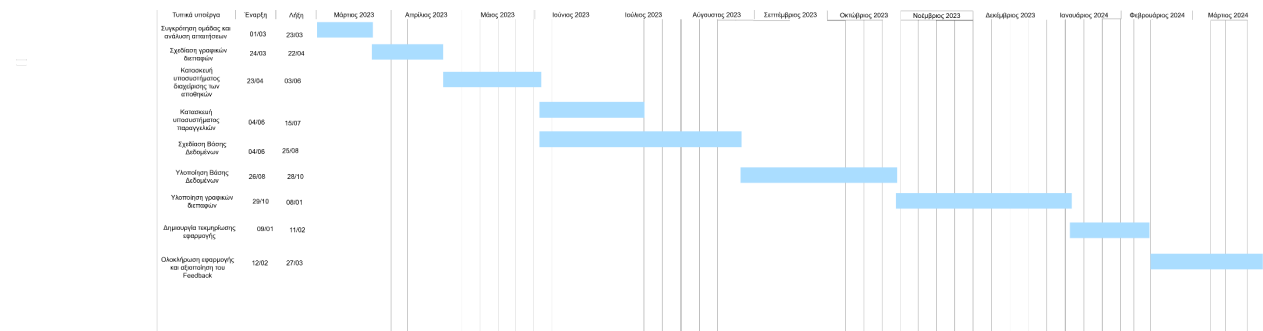 Τυπικά υποέργα Έναρξη Λήξη Μάρτιος 2023 Απρίλιος 2023 Μάιος 2023 Ιούνιος 2023 Ιούλιος 2023 Αύγουστος 2023 Σεπτέμβριος 2023 Οκτώβριος 2023 Νοέμβριος 2023 Δεκέμβριος 2023 Ιανουάριος 2024 Φεβρουάριος 2024 Μάρτιος 2024
Συγκρότηση ομάδας και
ανάλυση απαιτήσεων
01/03 23/03
Σχεδίαση γραφικών
διεπαφών
24/03 22/04
Κατασκευή
υποσυστήματος
διαχείρισης των
αποθηκών
23/04 03/06
Κατασκευή
υποσυστήματος
παραγγελιών
04/06 15/07
Σχεδίαση Βάσης
Δεδομένων
04/06 25/08
Υλοποίηση Βάσης
Δεδομένων
26/08 28/10
Υλοποίηση γραφικών
διεπαφών
29/10 08/01
Δημιουργία τεκμηρίωσης
εφαρμογής
09/01 11/02
Ολοκλήρωση εφαρμογής
και αξιοποίηση του
Feedback
12/02 27/03